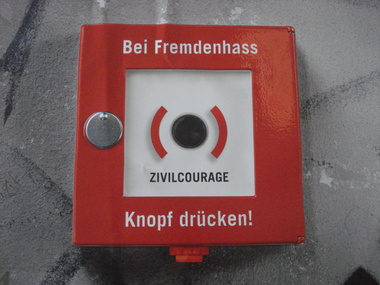 Bei Fremdenhass
ZIVILCOURAGE
Knopf drücken!